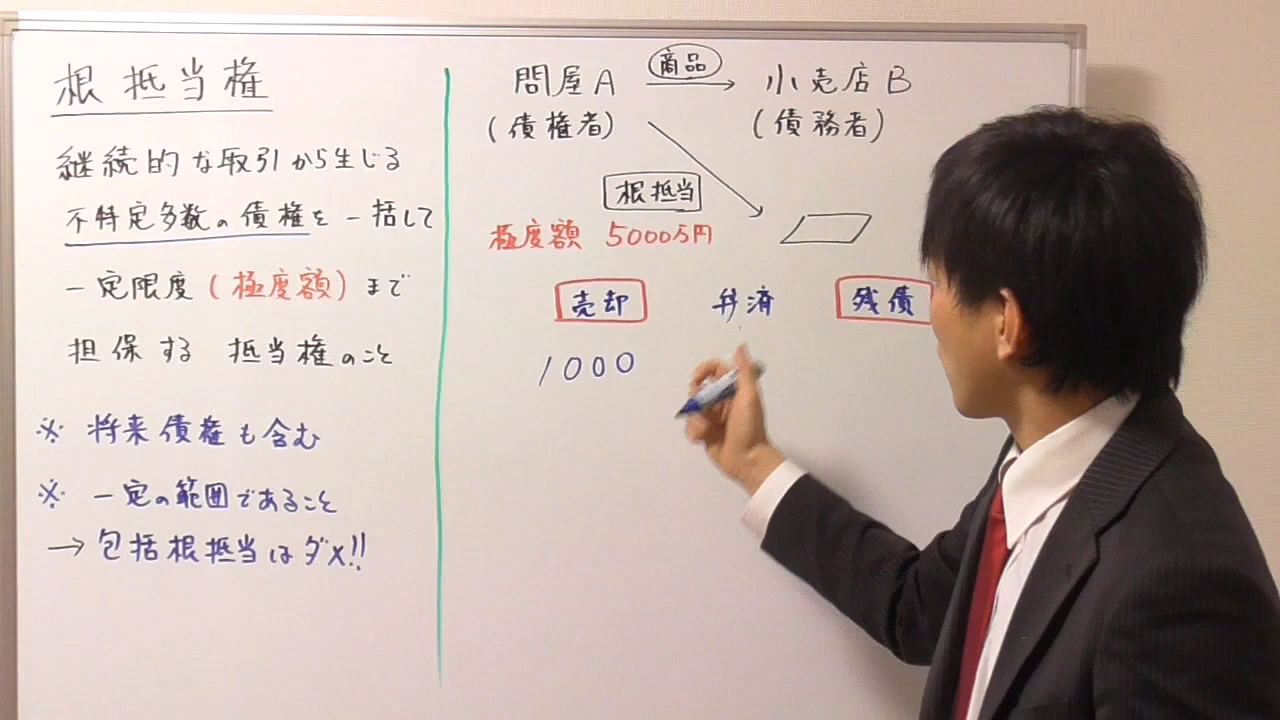 根抵当権
継続的な取引から生じる
不特定多数の債権を一括して
一定限度(極度額)まで
担保する 抵当権のこと
※ 将来債権も含む
※ 一定の範囲であること
→ 包括根抵当はダメ!!
商品
問屋A → 小売店B
(債権者) (債務者)
根抵当
極度額 5000万円
売却 弁済 残債
1000